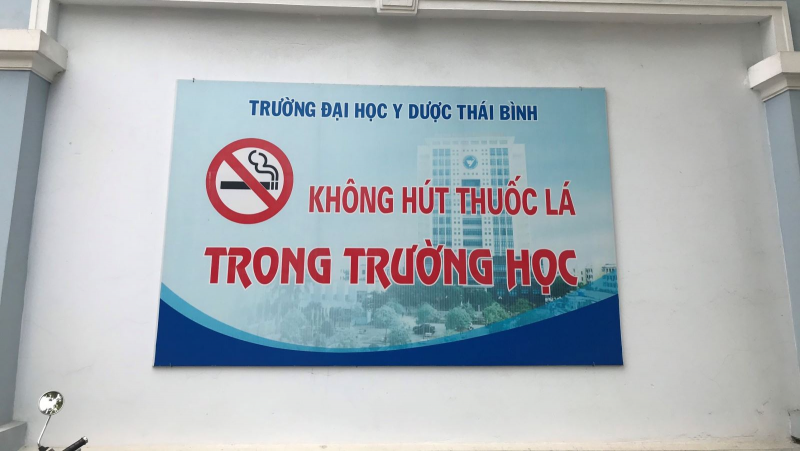 TRƯỜNG ĐẠI HỌC Y DƯỢC THÁI BÌNH
KHÔNG HÚT THUỐC LÁ
TRONG TRƯỜNG HỌC